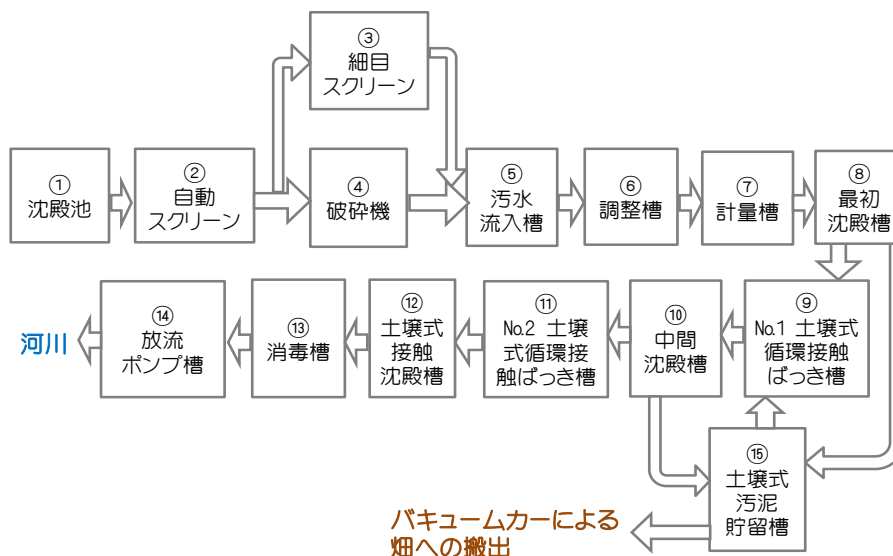 ①
沈殿池
②
自動
スクリーン
③
細目
スクリーン
④
破砕機
⑤
汚水
流入槽
⑥
調整槽
⑦
計量槽
⑧
最初
沈殿槽
⑨
No.1 土壌式
循環接触
ばっき槽
⑩
中間
沈殿槽
⑪
No.2 土壌
式循環接
触ばっき槽
⑫
土壌式
接触
沈殿槽
⑬
消毒槽
⑭
放流
ポンプ槽
河川
⑮
土壌式
汚泥
貯留槽
バキュームカーによる
畑への搬出